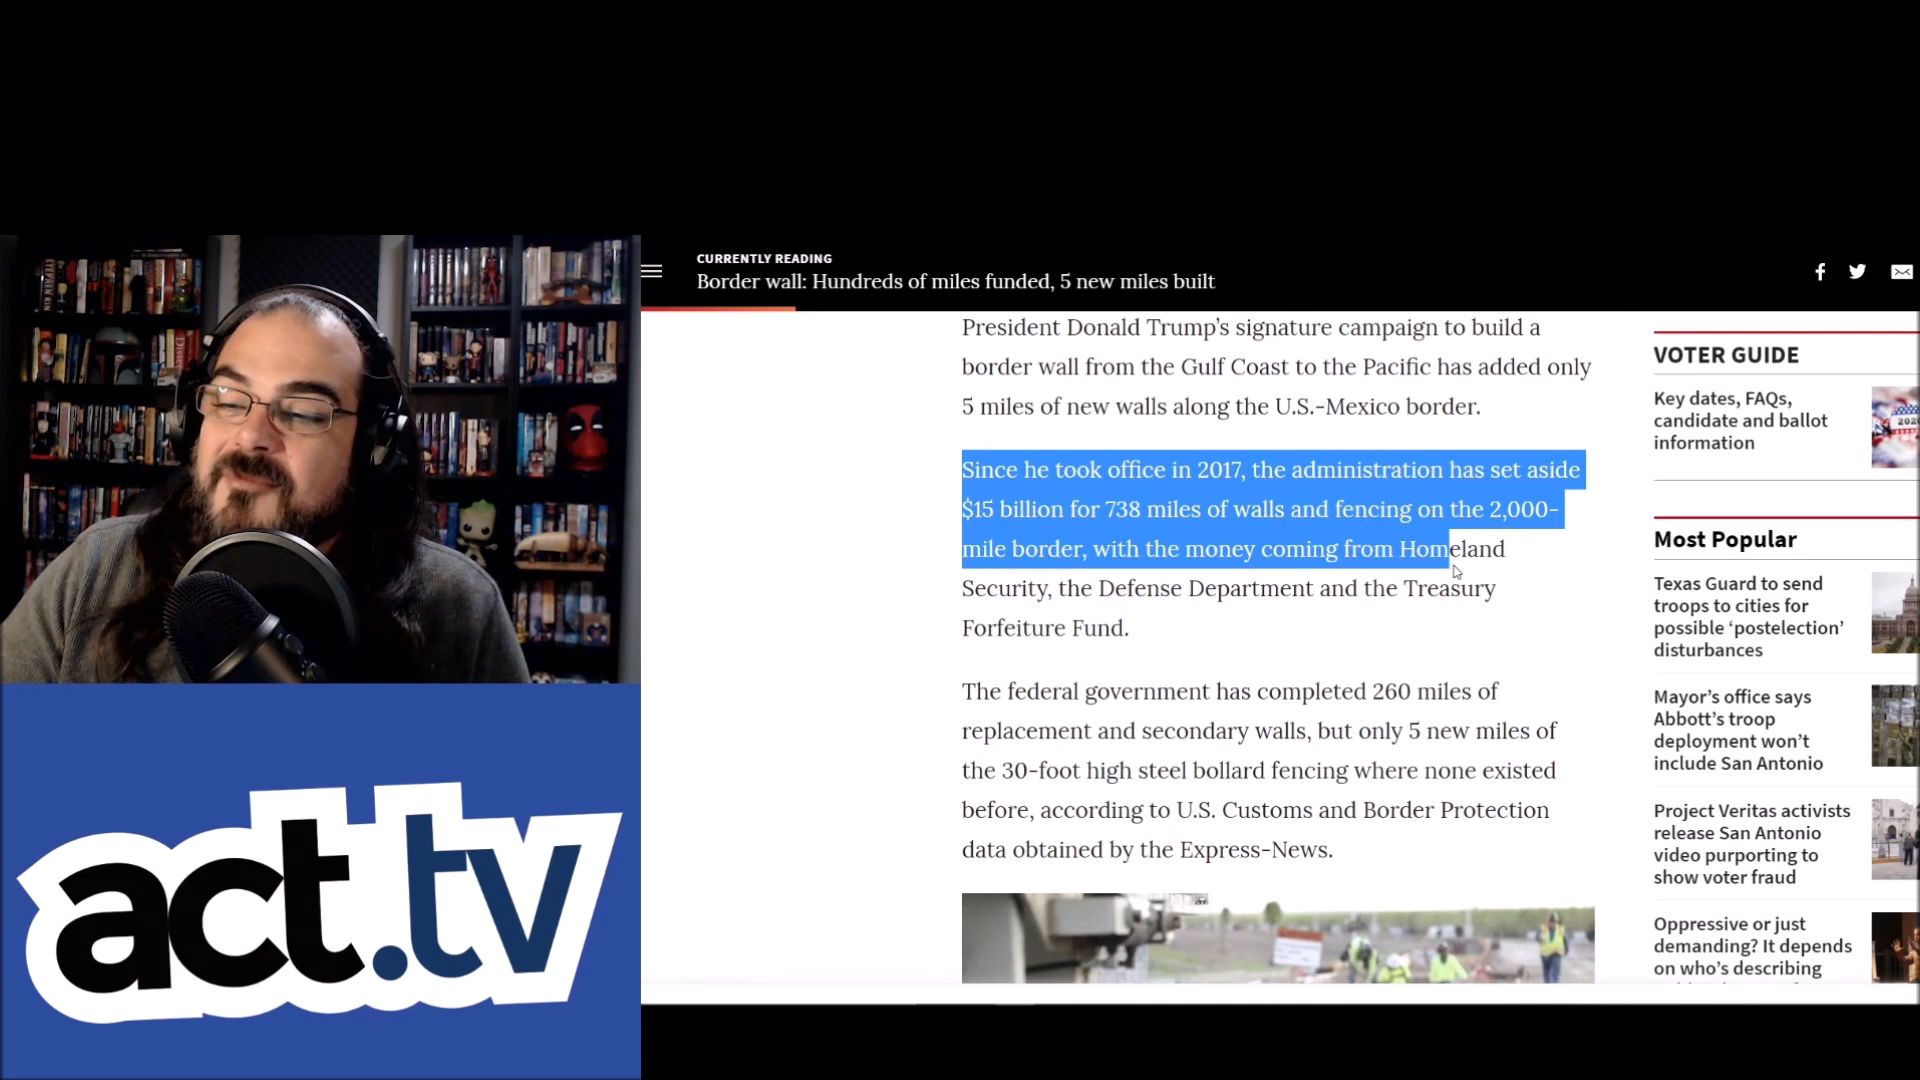 CURRENTLY READING
Border wall: Hundreds of miles funded, 5 new miles built
President Donald Trump’s signature campaign to build a
border wall from the Gulf Coast to the Pacific has added only
5 miles of new walls along the U.S.-Mexico border.
Since he took office in 2017, the administration has set aside
$15 billion for 738 miles of walls and fencing on the 2,000-
mile border, with the money coming from Homeland
Security, the Defense Department and the Treasury
Forfeiture Fund.
The federal government has completed 260 miles of
replacement and secondary walls, but only 5 new miles of
the 30-foot high steel bollard fencing where none existed
before, according to U.S. Customs and Border Protection
data obtained by the Express-News.
VOTER GUIDE
Key dates, FAQs,
candidate and ballot
information
Most Popular
Texas Guard to send
troops to cities for
possible ‘postelection’
disturbances
Mayor’s office says
Abbott’s troop
deployment won’t
include San Antonio
Project Veritas activists
release San Antonio
video purporting to
show voter fraud
Oppressive or just
demanding? It depends
on who’s describing
act.tv